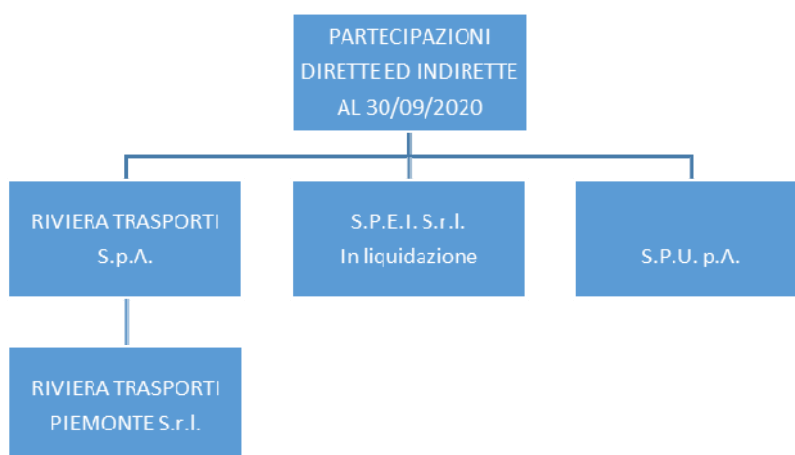 PARTECIPAZIONI
DIRETTE ED INDIRETTE
AL 30/09/2020
RIVIERA TRASPORTI
S.p.A.
S.P.E.I. S.r.l.
In liquidazione
S.P.U. p.A.
RIVIERA TRASPORTI
PIEMONTE S.r.l.